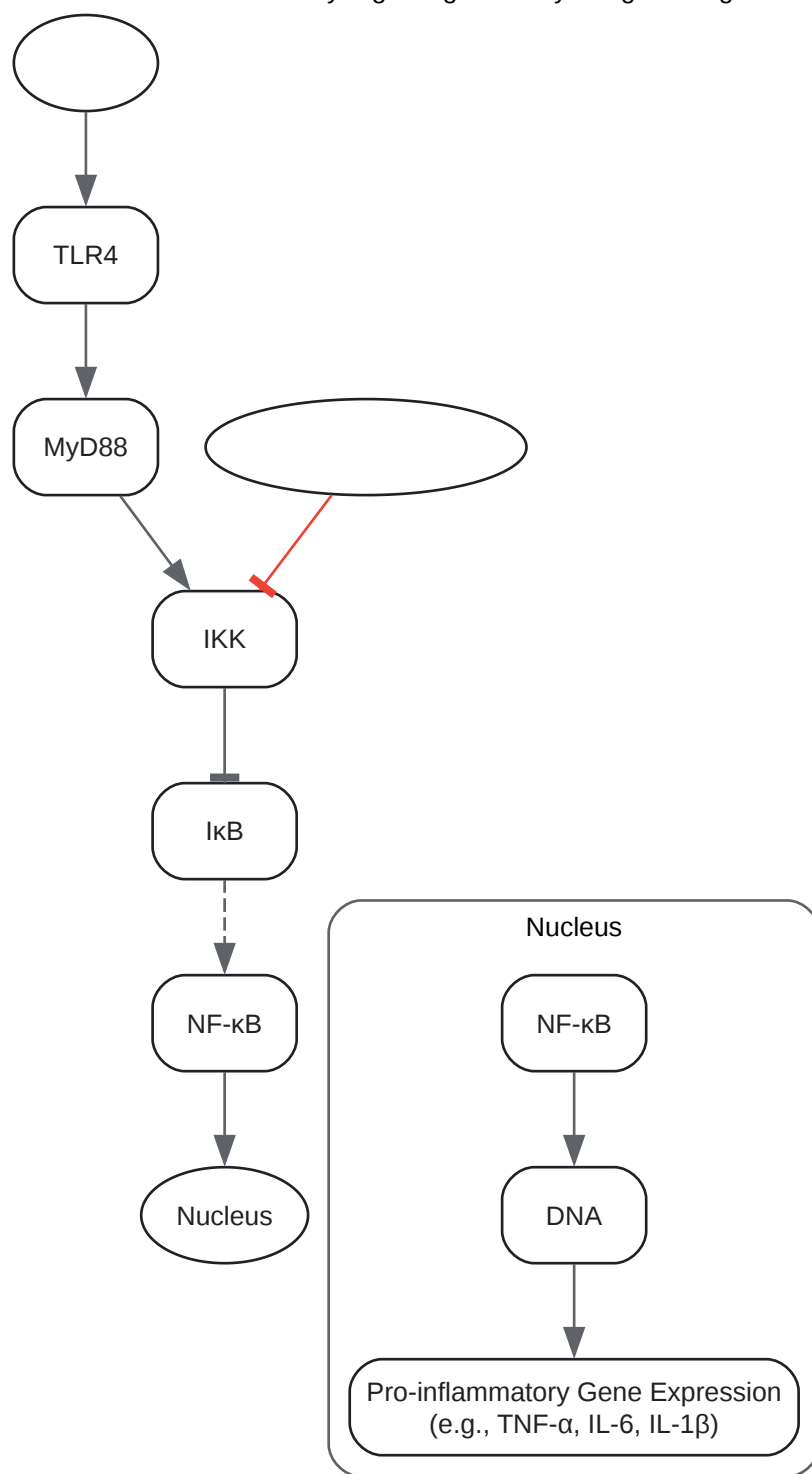 TLR4
MyD88
IKK
IκB
NF-κB
Nucleus
Nucleus
NF-κB
DNA
Pro-inflammatory Gene Expression
(e.g., TNF-α, IL-6, IL-1β)